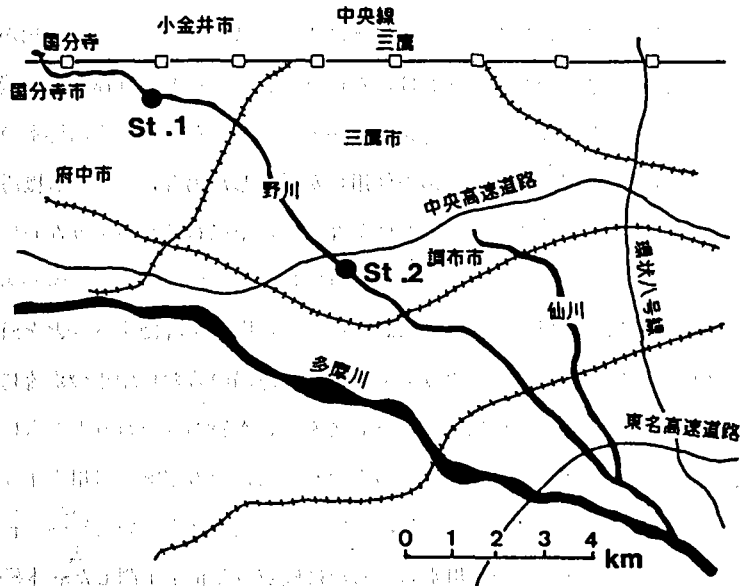 中央線
小金井市
国分寺
三鷹
国分寺市
St.1
三鷹市
府中市
野川
中央高速道路
調布市
St.2
環状八号線
仙川
多摩川
東名高速道路
0 1 2 3 4 km